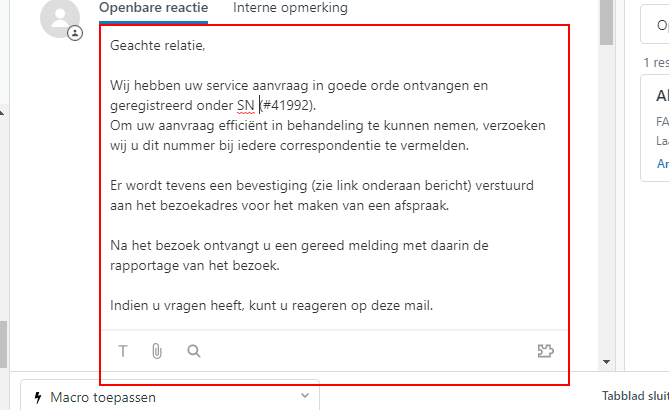 Openbare reactie Interne opmerking
Geachte relatie,
Wij hebben uw service aanvraag in goede orde ontvangen en
geregistreerd onder SN (#41992).
Om uw aanvraag efficiënt in behandeling te kunnen nemen, verzoeken
wij u dit nummer bij iedere correspondentie te vermelden.
Er wordt tevens een bevestiging (zie link onderaan bericht) verstuurd
aan het bezoekadres voor het maken van een afspraak.
Na het bezoek ontvangt u een gereed melding met daarin de
rapportage van het bezoek.
Indien u vragen heeft, kunt u reageren op deze mail.
T
Macro toepassen
Tabblad sluit
1 res
FA